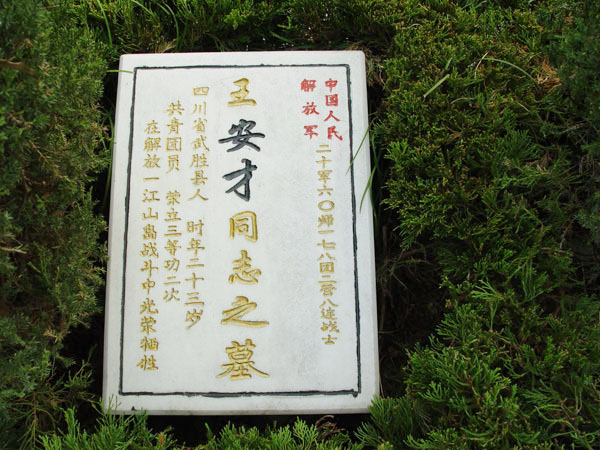 中国人民
解放军
二十军六〇师一七八团二营八连战士
王安才同志之墓
四川省武胜县人 时年二十三岁
共青团员 荣立三等功二次
在解放一江山岛战斗中光荣牺牲